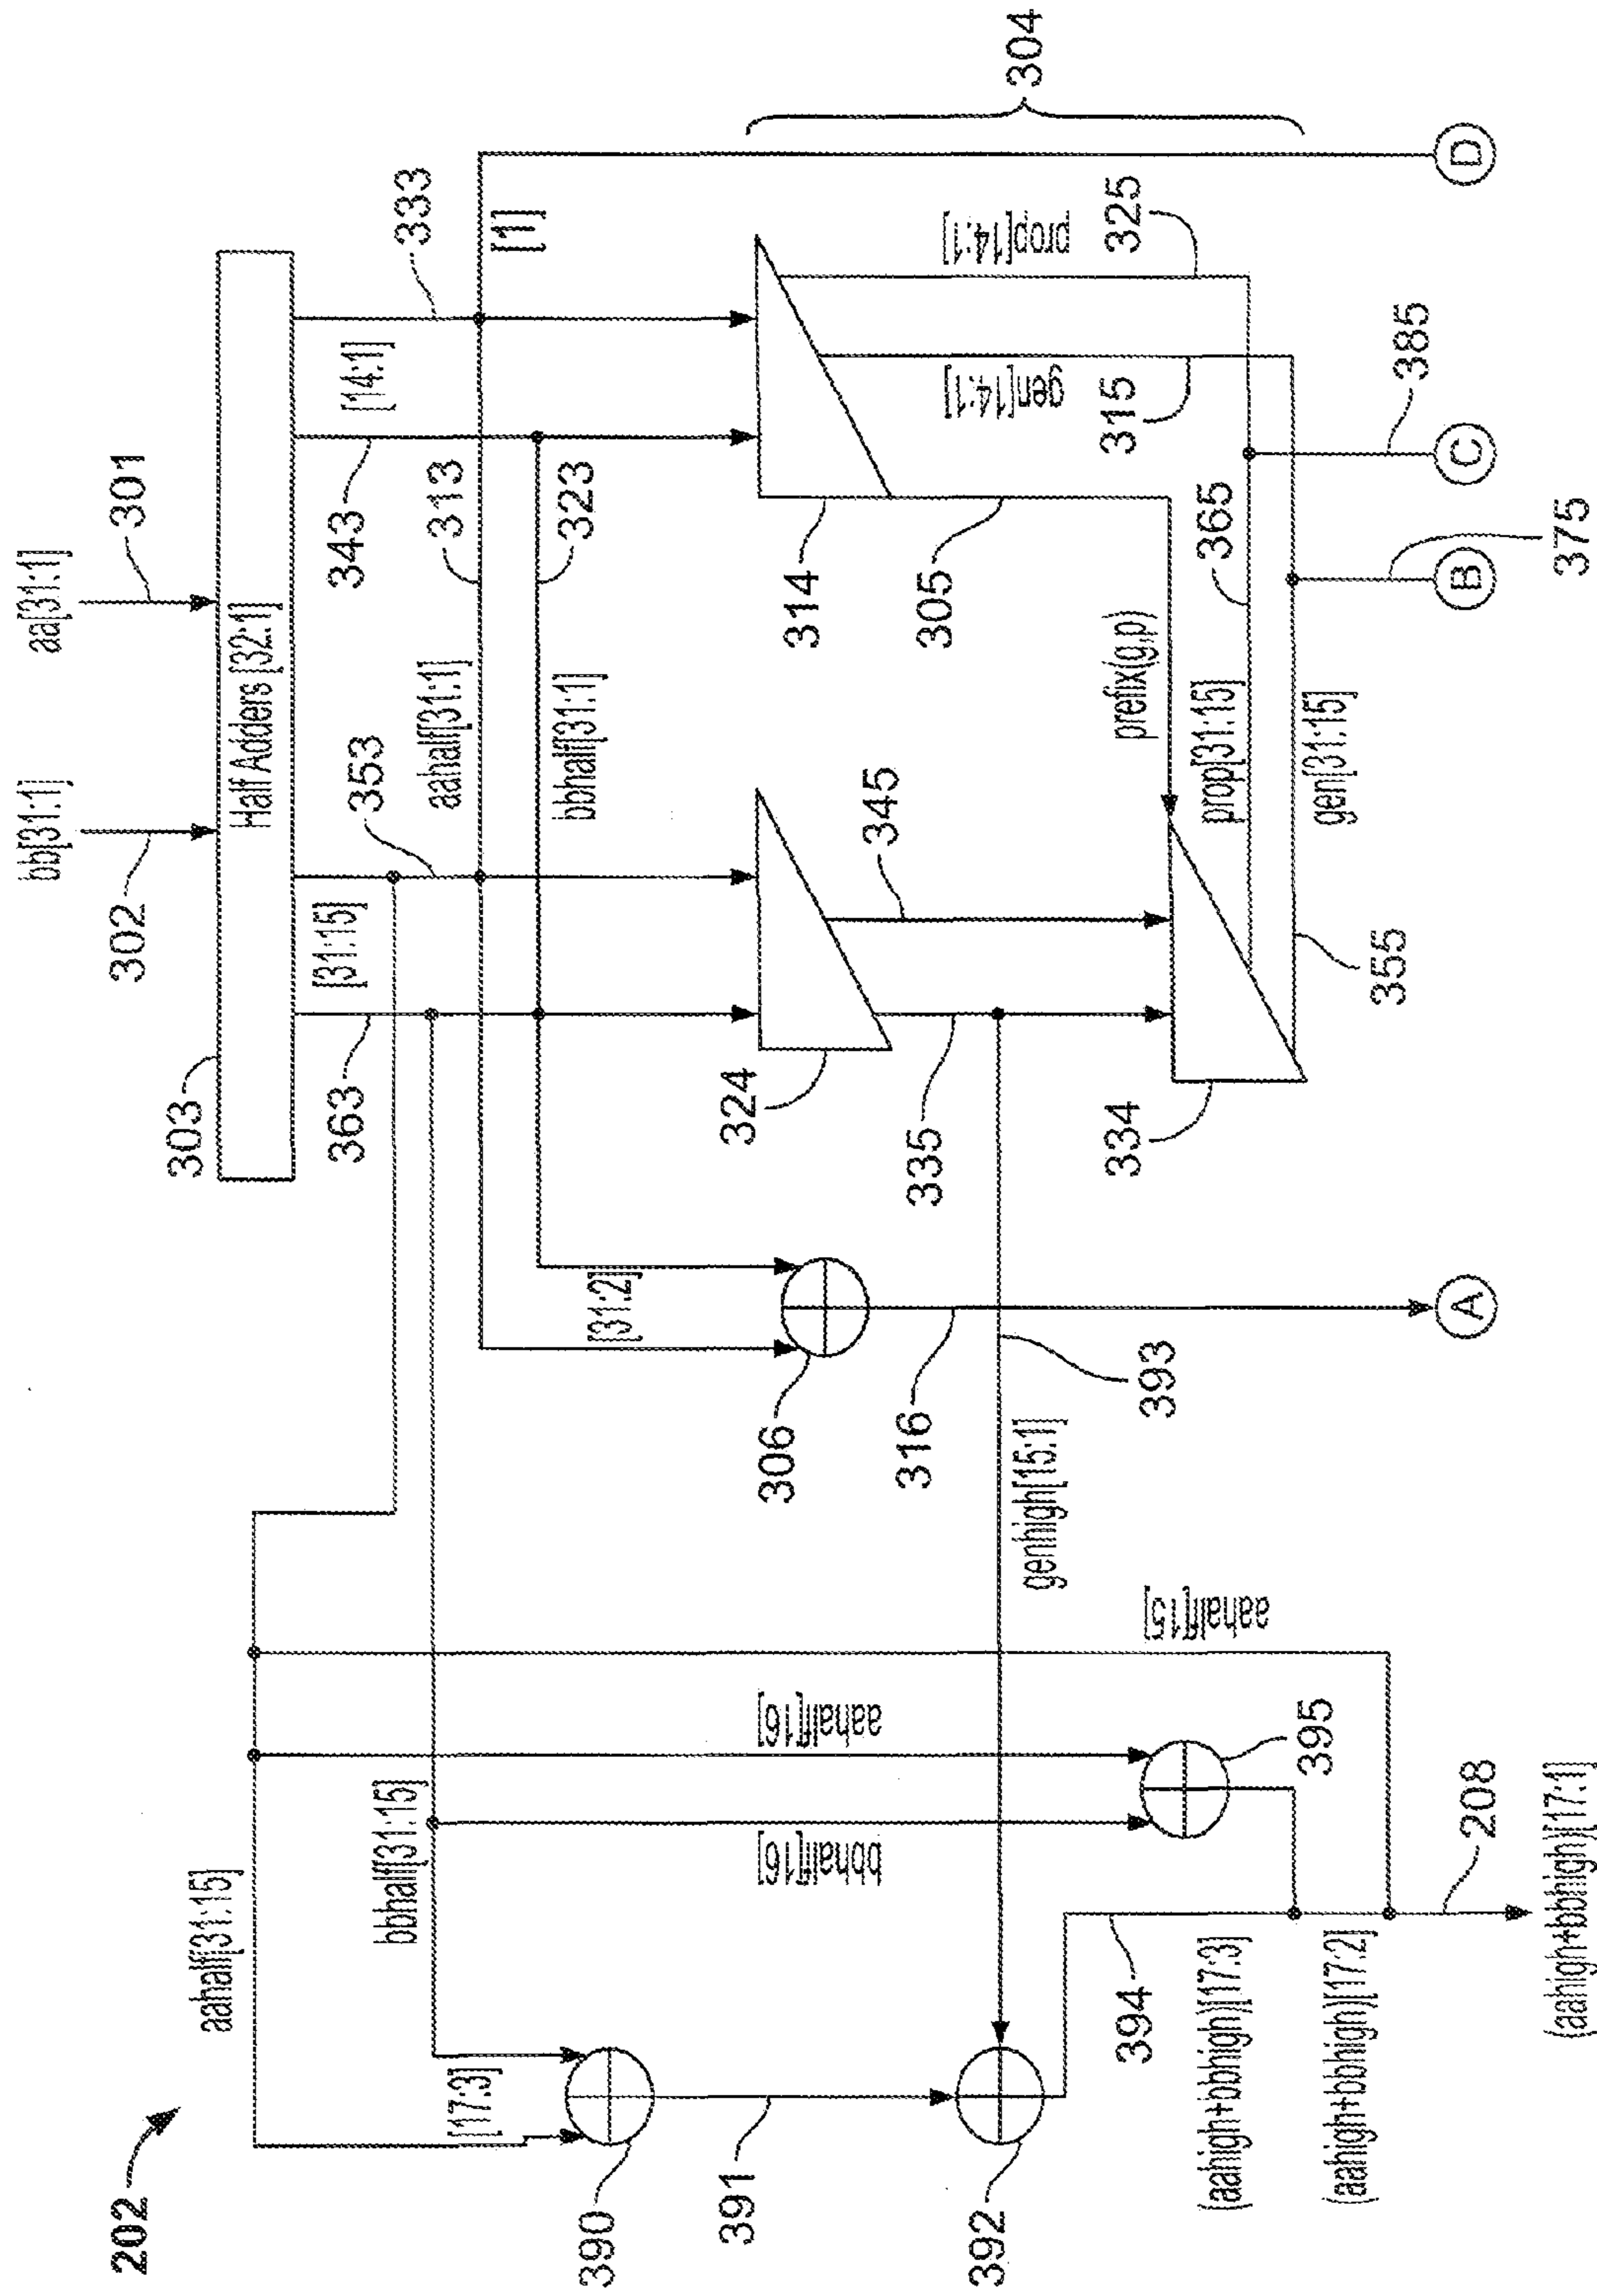 202
bb[31:1]
aa[31:1]
302
301
303
Half Adders [32:1]
363
[31:15]
353
343
[14:1]
333
aahalf[31:15]
bbhalf[31:15]
[17:3]
aahalf[31:1]
313
[1]
bbhalf[31:1]
323
304
390
391
bbhalf[16]
aahalf[16]
aahalf[15]
[31:2]
306
316
324
335
345
314
305
prefix(g,p)
gen[14:1]
315
prop[14:1]
325
genhigh[15:1]
393
392
394
395
334
prop[31:15]
365
gen[31:15]
355
375
385
(aahigh+bbhigh)[17:3]
(aahigh+bbhigh)[17:2]
208
(aahigh+bbhigh)[17:1]
A
B
C
D